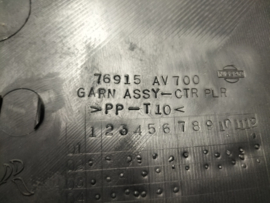 76915 AV700
GARN ASSY-CTR PLR
>PP-T10<
1 2 3 4 5 6 7 8 9 10 11 12